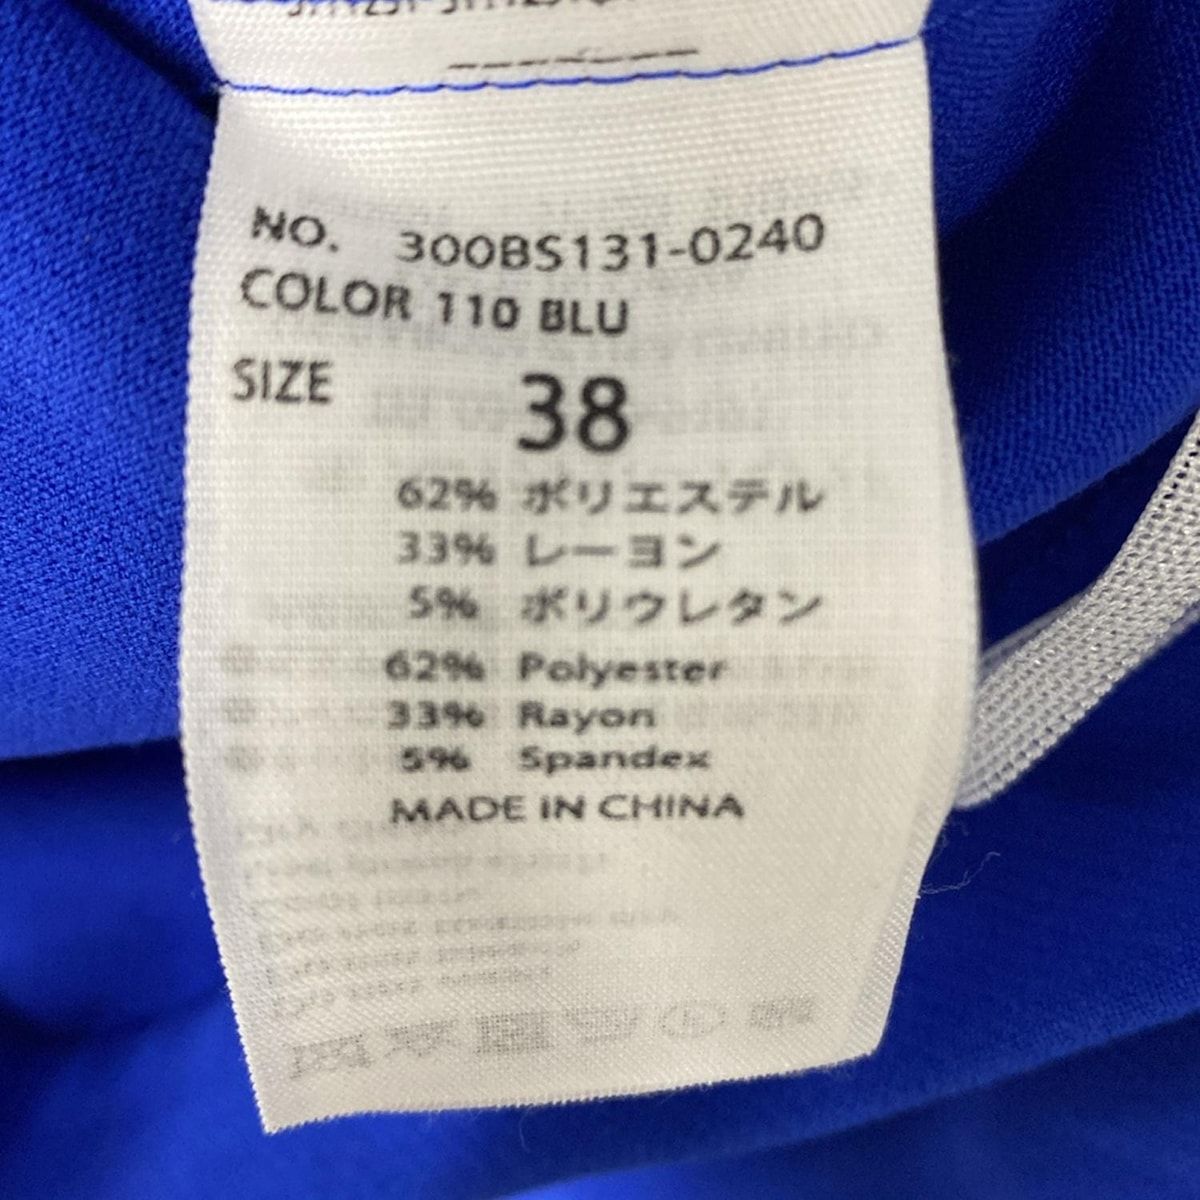 NO. 300BS131-0240
COLOR 110 BLU
SIZE 38
62% ポリエステル
33% レーヨン
5% ポリウレタン
62% Polyester
33% Rayon
5% Spandex
MADE IN CHINA